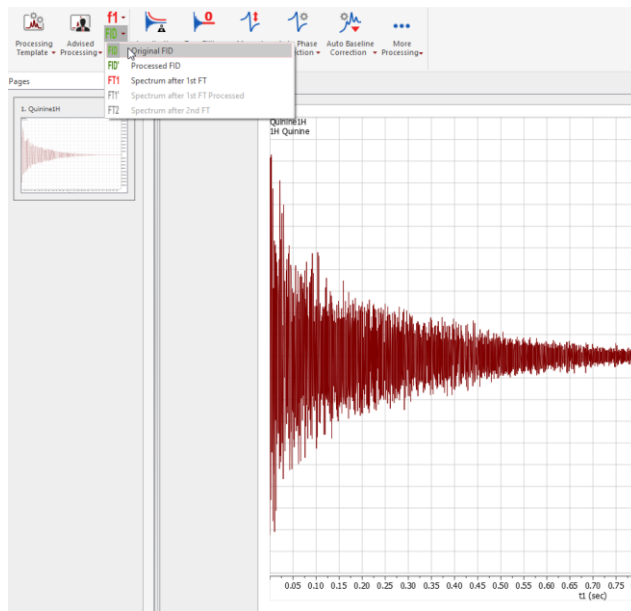 f1
FID
Processing Template
Advised Processing
Phase
ction
Auto Baseline Correction
More Processing
FID Original FID
FID' Processed FID
FT1 Spectrum after 1st FT
FT1' Spectrum after 1st FT Processed
FT2 Spectrum after 2nd FT
Pages
1. Quinine1H
Quinine1H
1H Quinine
0.05 0.10 0.15 0.20 0.25 0.30 0.35 0.40 0.45 0.50 0.55 0.60 0.65 0.70 0.75
t1 (sec)